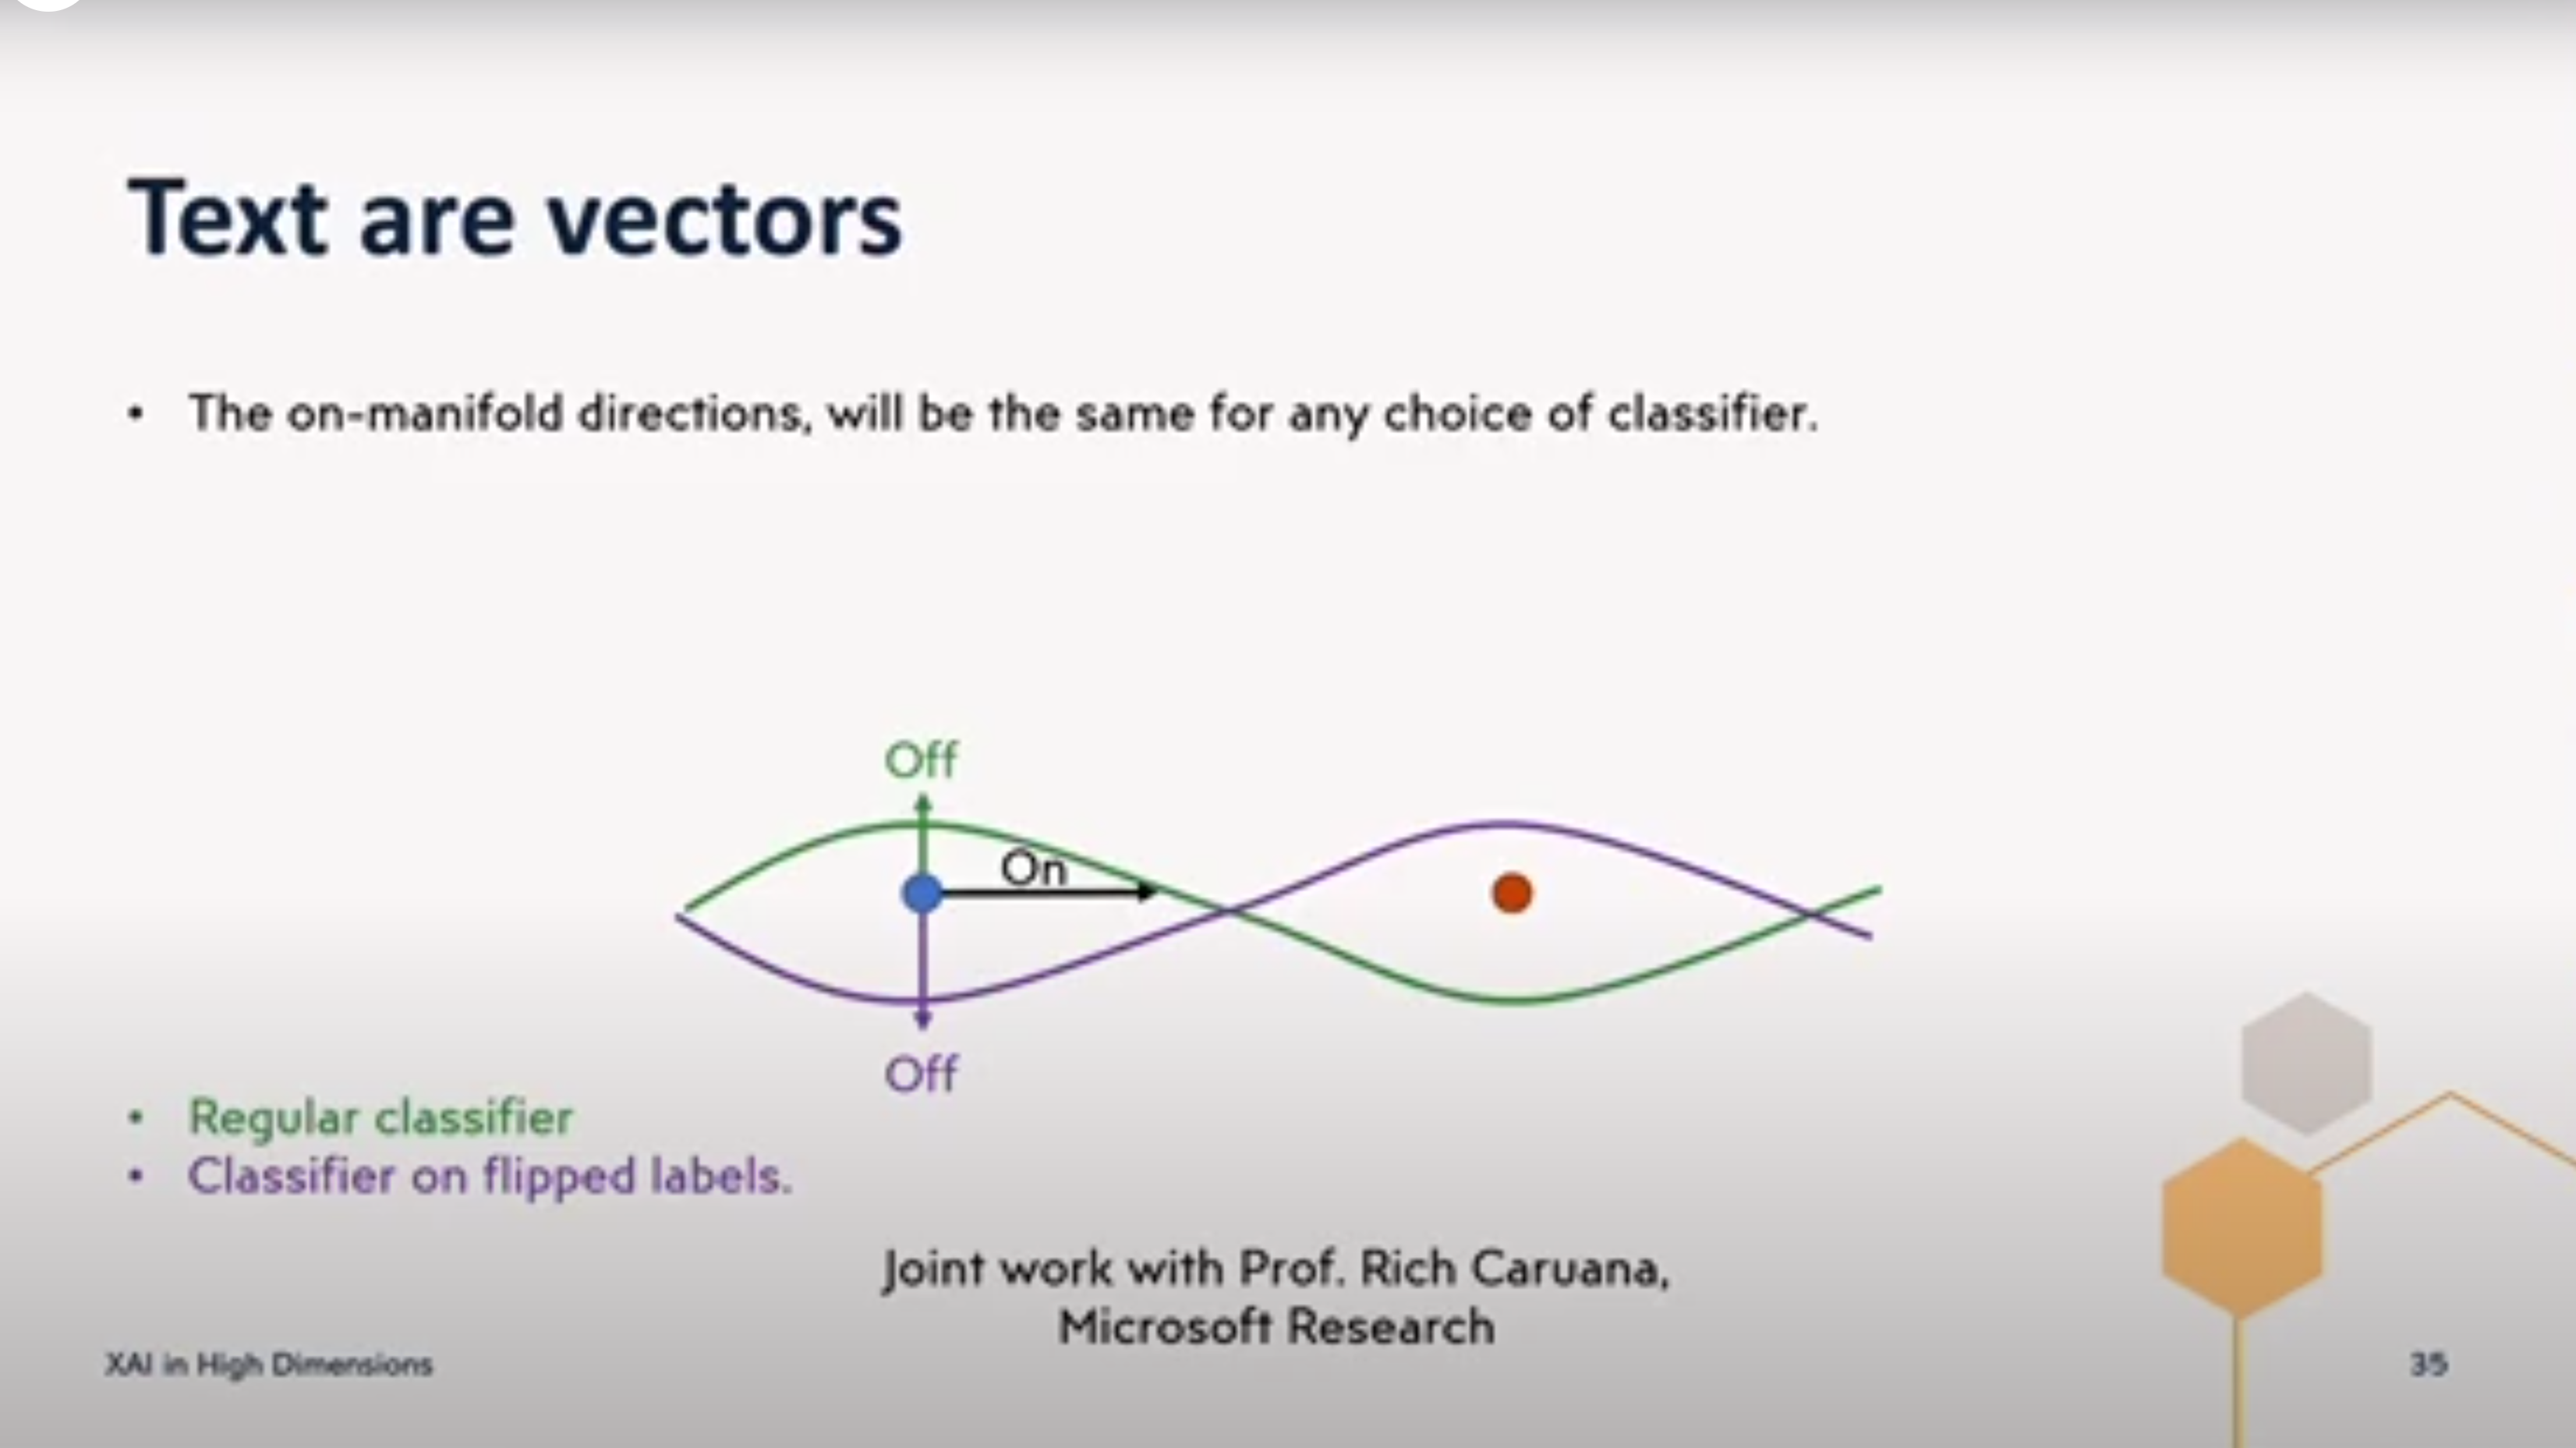 Text are vectors
• The on-manifold directions, will be the same for any choice of classifier.
Off
On
Off
• Regular classifier
• Classifier on flipped labels.
Joint work with Prof. Rich Caruana,
Microsoft Research
XAI in High Dimensions
35